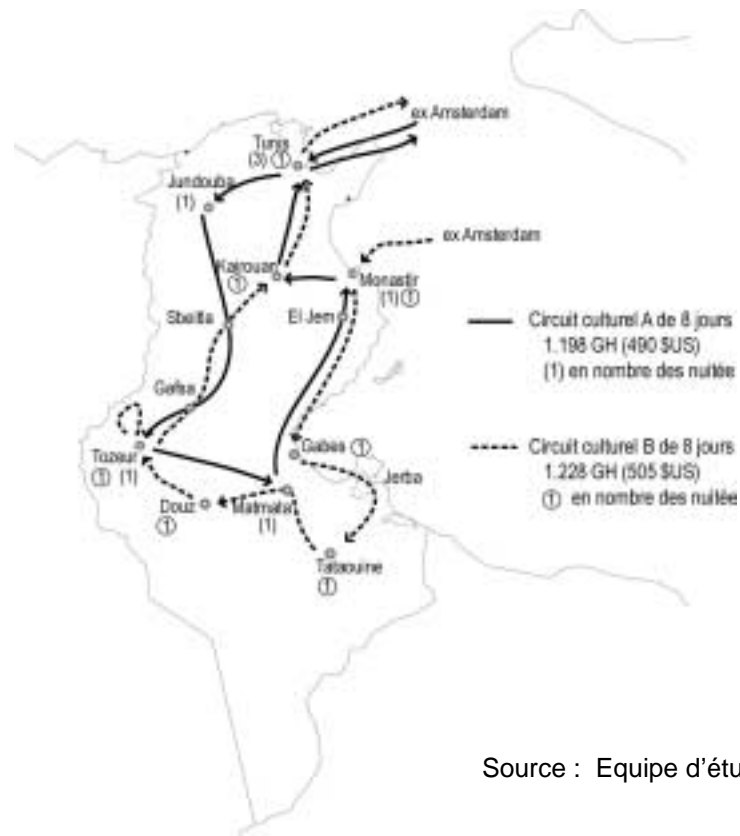 ex Amsterdam
Tunis
(3) ①
Jundouba
(1)
ex Amsterdam
Kairouan
①
Monastir
(1) ①
Sbeitla
El Jem
Circuit culturel A de 8 jours
1.198 GH (490 $US)
(1) en nombre des nuitée
Gafsa
Tozeur
① (1)
Gabes ①
Jerba
Circuit culturel B de 8 jours
1.228 GH (505 $US)
① en nombre des nuitée
Douz
①
Matmata
(1)
Tataouine
①
Source : Equipe d'étu